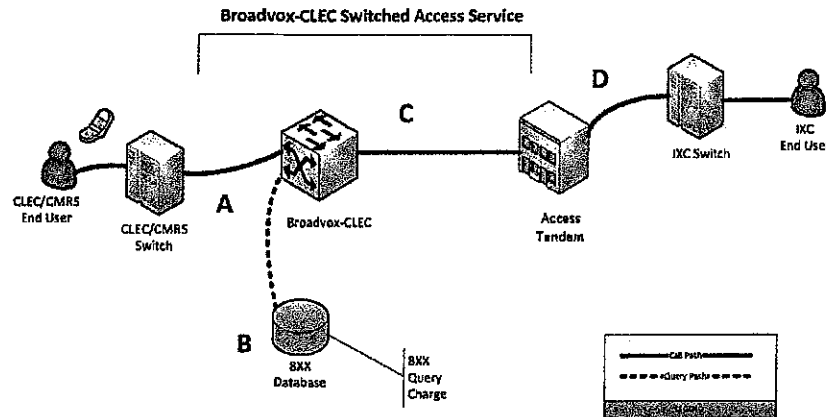 Broadvox-CLEC Switched Access Service
D
C
IXC Switch
IXC
End Use
CLEC/CMRS
End User
CLEC/CMRS
Switch
A
Broadvox-CLEC
Access
Tandem
B
8XX
Database
8XX
Query
Charge
Call Path
Query Path